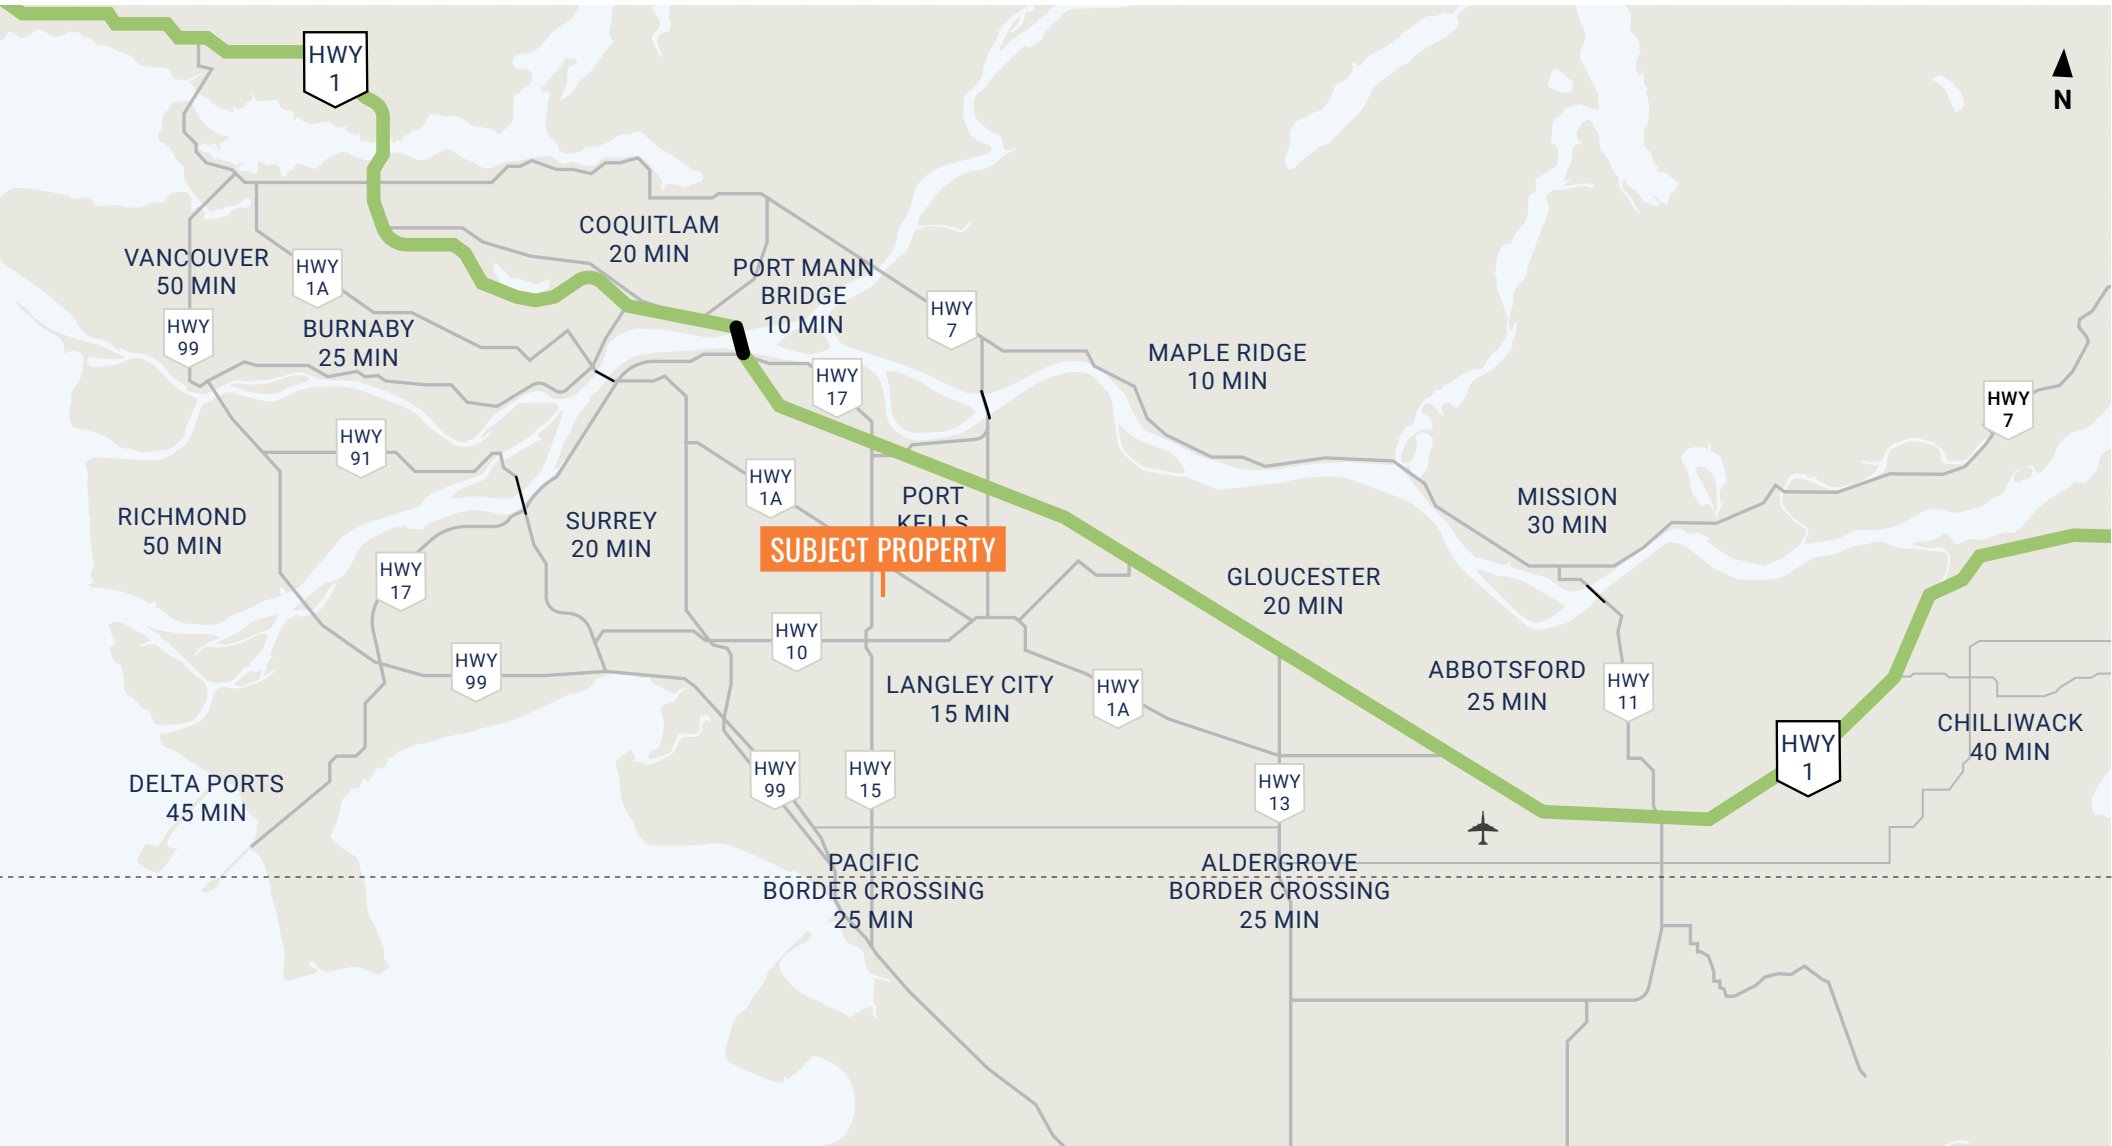 HWY
1
N
COQUITLAM
20 MIN
VANCOUVER
50 MIN
HWY
1A
PORT MANN
BRIDGE
10 MIN
HWY
7
HWY
99
BURNABY
25 MIN
MAPLE RIDGE
10 MIN
HWY
17
HWY
7
HWY
91
HWY
1A
PORT
KELLS
MISSION
30 MIN
RICHMOND
50 MIN
SURREY
20 MIN
SUBJECT PROPERTY
HWY
17
GLOUCESTER
20 MIN
HWY
10
HWY
99
LANGLEY CITY
15 MIN
HWY
1A
ABBOTSFORD
25 MIN
HWY
11
HWY
1
CHILLIWACK
40 MIN
DELTA PORTS
45 MIN
HWY
99
HWY
15
HWY
13
PACIFIC
BORDER CROSSING
25 MIN
ALDERGROVE
BORDER CROSSING
25 MIN